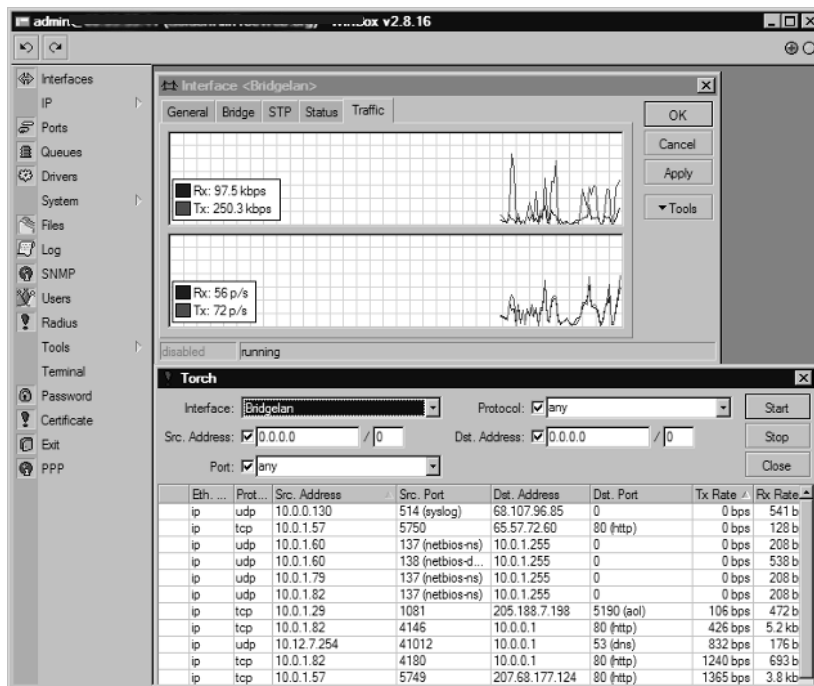 admin@
WinBox v2.8.16
Interfaces
IP
Ports
Queues
Drivers
System
Files
Log
SNMP
Users
Radius
Tools
Terminal
Password
Certificate
Exit
PPP
Interface <Bridgelan>
General Bridge STP Status Traffic
OK
Cancel
Apply
Tools
Rx: 97.5 kbps
Tx: 250.3 kbps
Rx: 56 p/s
Tx: 72 p/s
disabled running
Torch
Interface: Bridgelan Protocol: any Start
Src. Address: 0.0.0.0 / 0 Dst. Address: 0.0.0.0 / 0 Stop
Port: any Close
Eth. ... Prot... Src. Address Src. Port Dst. Address Dst. Port Tx Rate Rx Rate
ip udp 10.0.0.130 514 (syslog) 68.107.96.85 0 0 bps 541 b
ip tcp 10.0.1.57 5750 65.57.72.60 80 (http) 0 bps 128 b
ip udp 10.0.1.60 137 (netbios-ns) 10.0.1.255 0 0 bps 208 b
ip udp 10.0.1.60 138 (netbios-d... 10.0.1.255 0 0 bps 538 b
ip udp 10.0.1.79 137 (netbios-ns) 10.0.1.255 0 0 bps 208 b
ip udp 10.0.1.82 137 (netbios-ns) 10.0.1.255 0 0 bps 208 b
ip tcp 10.0.1.29 1081 205.188.7.198 5190 (aol) 106 bps 472 b
ip tcp 10.0.1.82 4146 10.0.0.1 80 (http) 426 bps 5.2 kb
ip udp 10.12.7.254 41012 10.0.0.1 53 (dns) 832 bps 176 b
ip tcp 10.0.1.82 4180 10.0.0.1 80 (http) 1240 bps 693 b
ip tcp 10.0.1.57 5749 207.68.177.124 80 (http) 1365 bps 3.8 kb